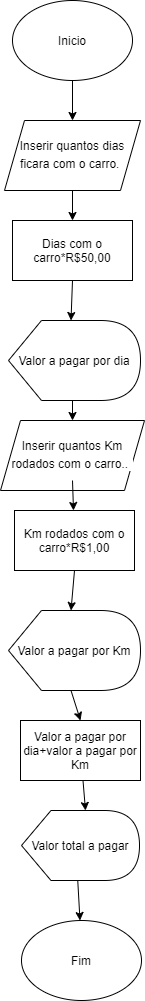 Inicio
Inserir quantos dias
ficara com o carro.
Dias com o
carro*R$50,00
Valor a pagar por dia
Inserir quantos Km
rodados com o carro..
Km rodados com o
carro*R$1,00
Valor a pagar por Km
Valor a pagar por
dia+valor a pagar por
Km
Valor total a pagar
Fim